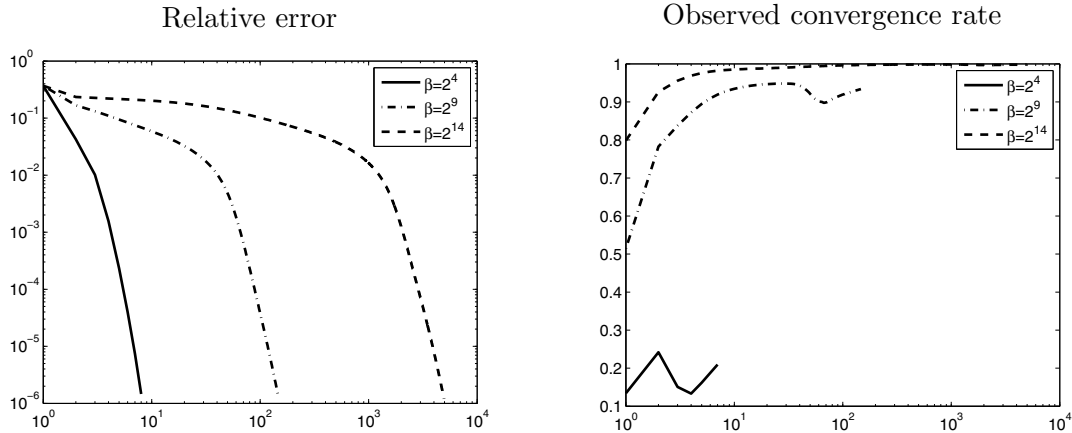 Relative error
10^0
10^-1
10^-2
10^-3
10^-4
10^-5
10^-6
10^0 10^1 10^2 10^3 10^4
β=2^4
β=2^9
β=2^14
Observed convergence rate
1
0.9
0.8
0.7
0.6
0.5
0.4
0.3
0.2
0.1
10^0 10^1 10^2 10^3 10^4
β=2^4
β=2^9
β=2^14